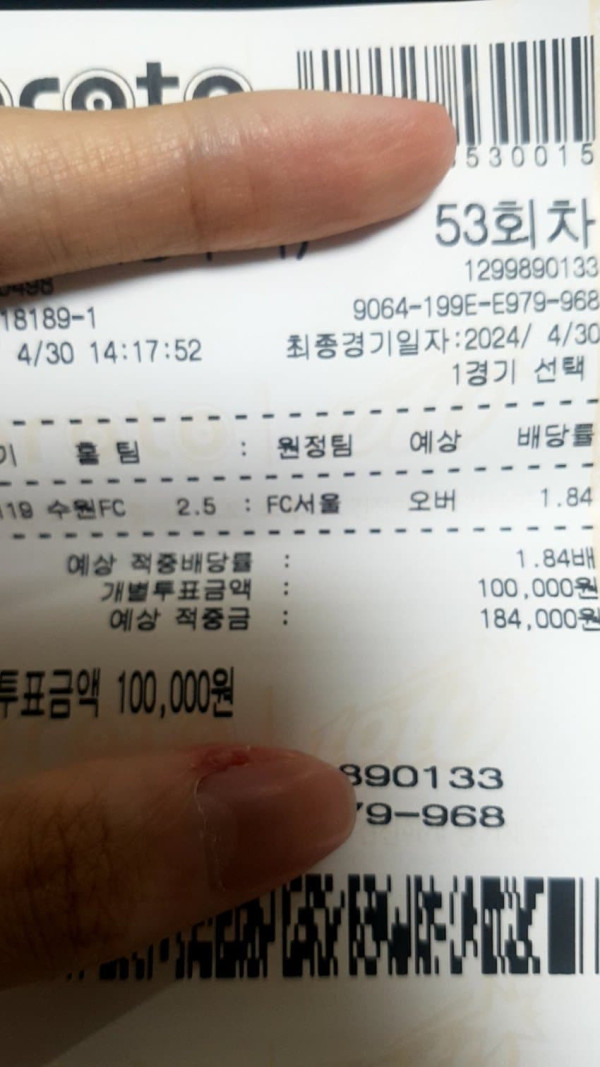 530015
53회차
1299890133
18189-1 9064-199E-E979-968
4/30 14:17:52 최종경기일자:2024/ 4/30
1경기 선택
홈 팀 : 원정팀 예상 배당률
119 수원FC 2.5 : FC서울 오버 1.84
예상 적중배당률 : 1.84배
개별투표금액 : 100,000원
예상 적중금 : 184,000원
투표금액 100,000원
890133
79-968